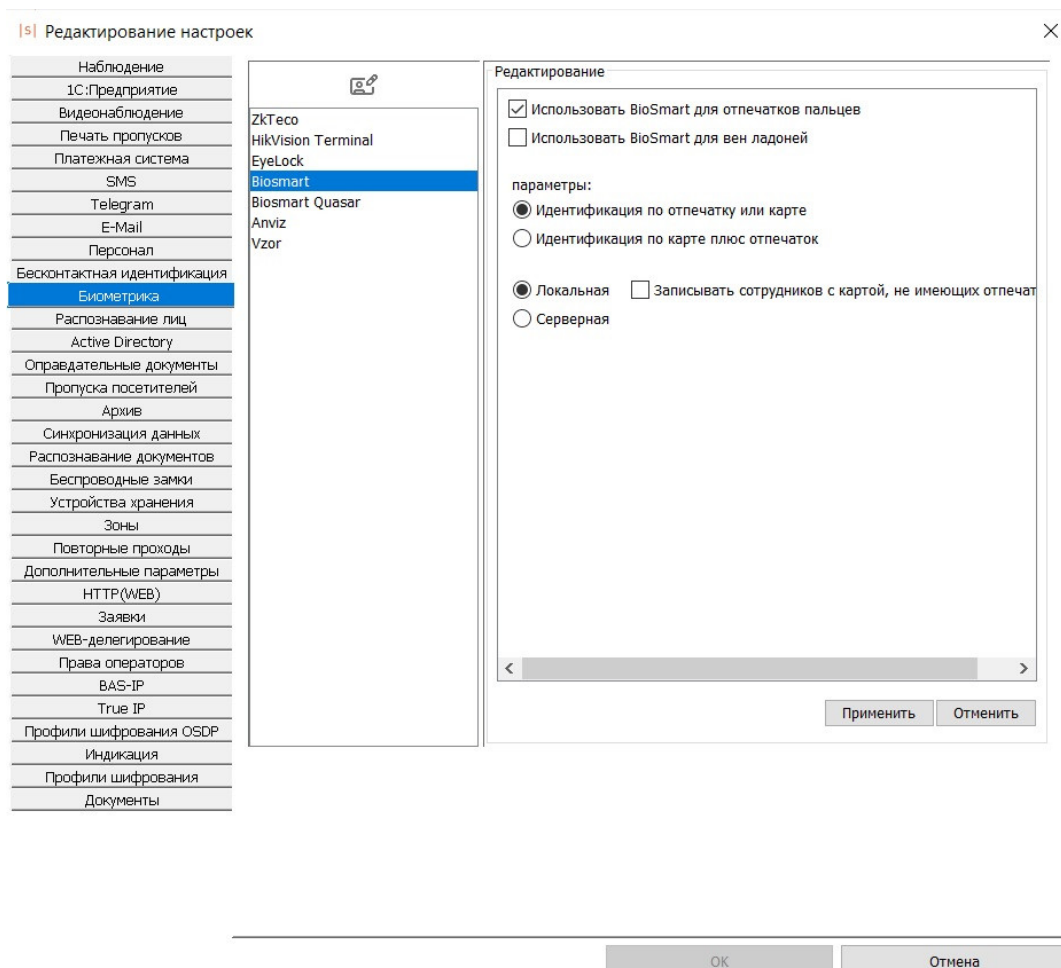 |s| Редактирование настроек
Наблюдение
1С:Предприятие
Видеонаблюдение
Печать пропусков
Платежная система
SMS
Telegram
E-Mail
Персонал
Бесконтактная идентификация
Биометрика
Распознавание лиц
Active Directory
Оправдательные документы
Пропуска посетителей
Архив
Синхронизация данных
Распознавание документов
Беспроводные замки
Устройства хранения
Зоны
Повторные проходы
Дополнительные параметры
HTTP(WEB)
Заявки
WEB-делегирование
Права операторов
BAS-IP
True IP
Профили шифрования OSDP
Индикация
Профили шифрования
Документы
ZkTeco
HikVision Terminal
EyeLock
Biosmart
Biosmart Quasar
Anviz
Vzor
Редактирование
Использовать BioSmart для отпечатков пальцев
Использовать BioSmart для вен ладоней
параметры:
Идентификация по отпечатку или карте
Идентификация по карте плюс отпечаток
Локальная Записывать сотрудников с картой, не имеющих отпечат
Серверная
Применить Отменить
ОК Отмена